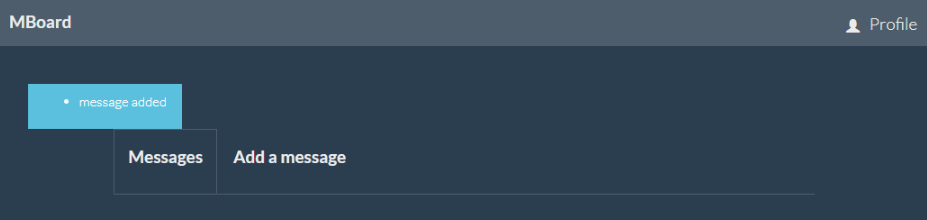 MBoard
Profile
message added
Messages
Add a message